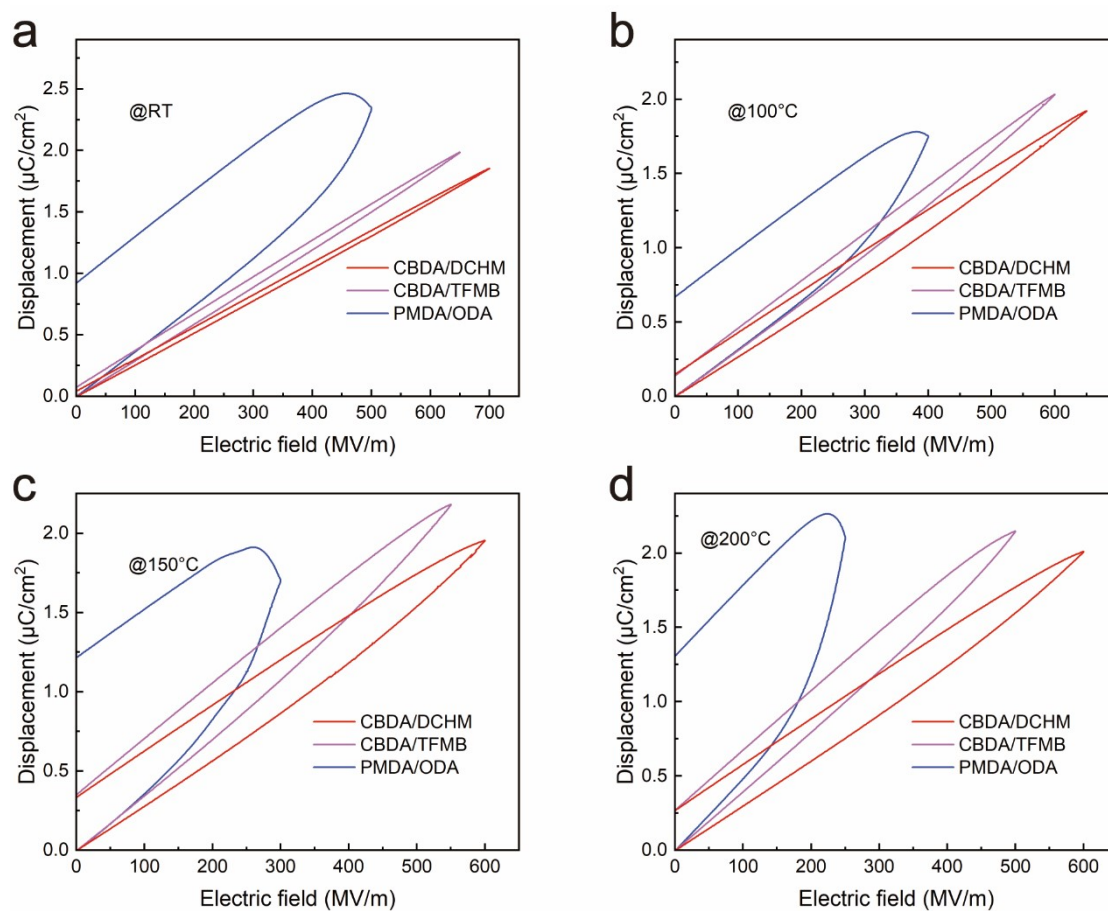 a
Displacement (μC/cm²)
2.5
2.0
1.5
1.0
0.5
0.0
@RT
CBDA/DCHM
CBDA/TFMB
PMDA/ODA
0 100 200 300 400 500 600 700
Electric field (MV/m)
b
Displacement (μC/cm²)
2.0
1.5
1.0
0.5
0.0
@100°C
CBDA/DCHM
CBDA/TFMB
PMDA/ODA
0 100 200 300 400 500 600
Electric field (MV/m)
c
Displacement (μC/cm²)
2.0
1.5
1.0
0.5
0.0
@150°C
CBDA/DCHM
CBDA/TFMB
PMDA/ODA
0 100 200 300 400 500 600
Electric field (MV/m)
d
Displacement (μC/cm²)
2.0
1.5
1.0
0.5
0.0
@200°C
CBDA/DCHM
CBDA/TFMB
PMDA/ODA
0 100 200 300 400 500 600
Electric field (MV/m)